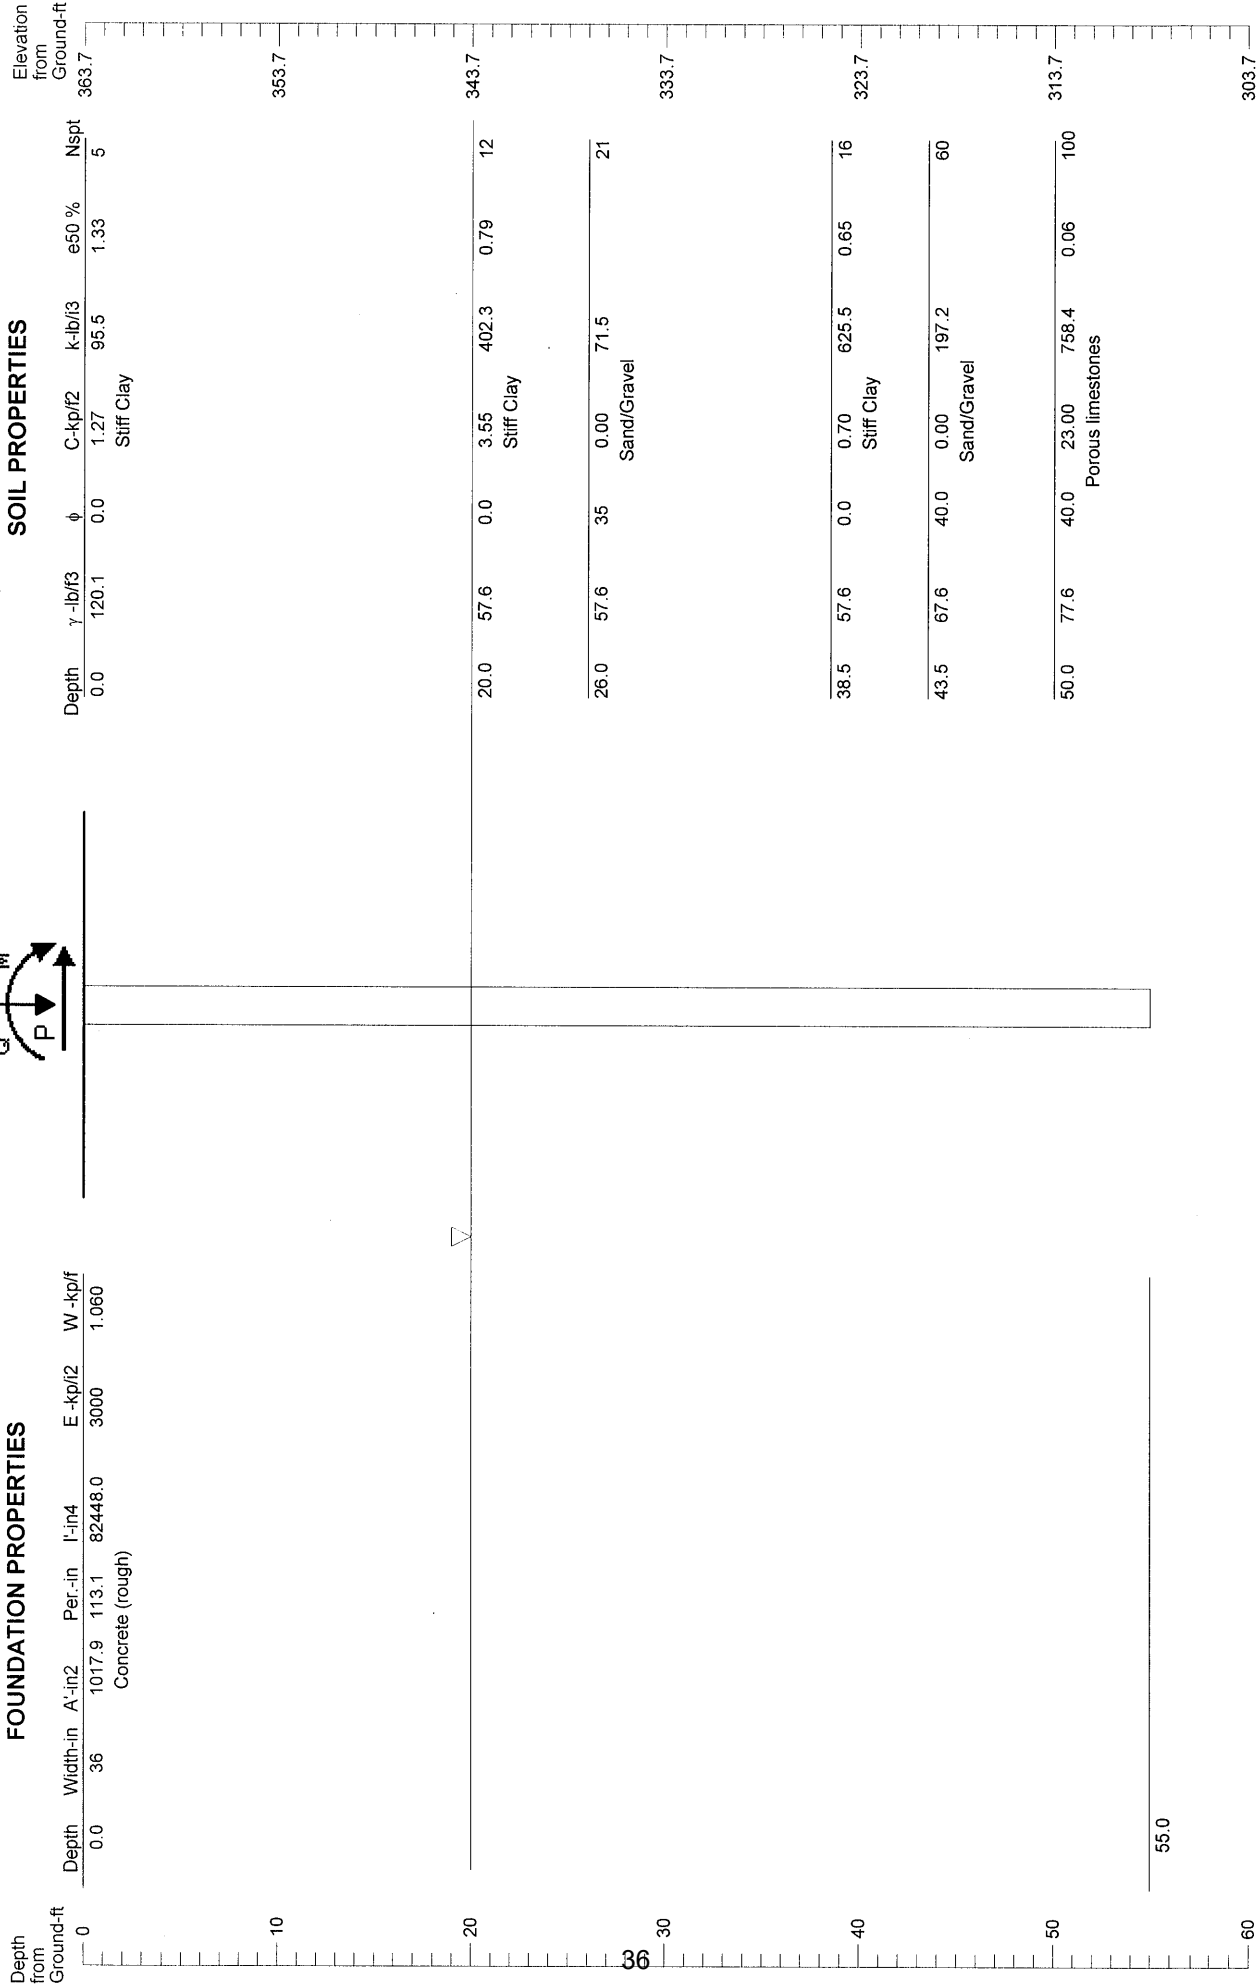 FOUNDATION PROPERTIES
SOIL PROPERTIES
Depth from Ground-ft
Depth Width-in A'-in2 Per.-in I'-in4 E -kp/i2 W -kp/f
0.0 36 1017.9 113.1 82448.0 3000 1.060
Concrete (rough)
55.0
Q M
P
Depth γ -lb/f3 ϕ C-kp/f2 k-lb/i3 e50 % Nspt
0.0 120.1 0.0 1.27 95.5 1.33 5
Stiff Clay
20.0 57.6 0.0 3.55 402.3 0.79 12
Stiff Clay
26.0 57.6 35 0.00 71.5 21
Sand/Gravel
38.5 57.6 0.0 0.70 625.5 0.65 16
Stiff Clay
43.5 67.6 40.0 0.00 197.2 60
Sand/Gravel
50.0 77.6 40.0 23.00 758.4 0.06 100
Porous limestones
Elevation from Ground-ft
0
10
20
30
40
50
60
363.7
353.7
343.7
333.7
323.7
313.7
303.7
36